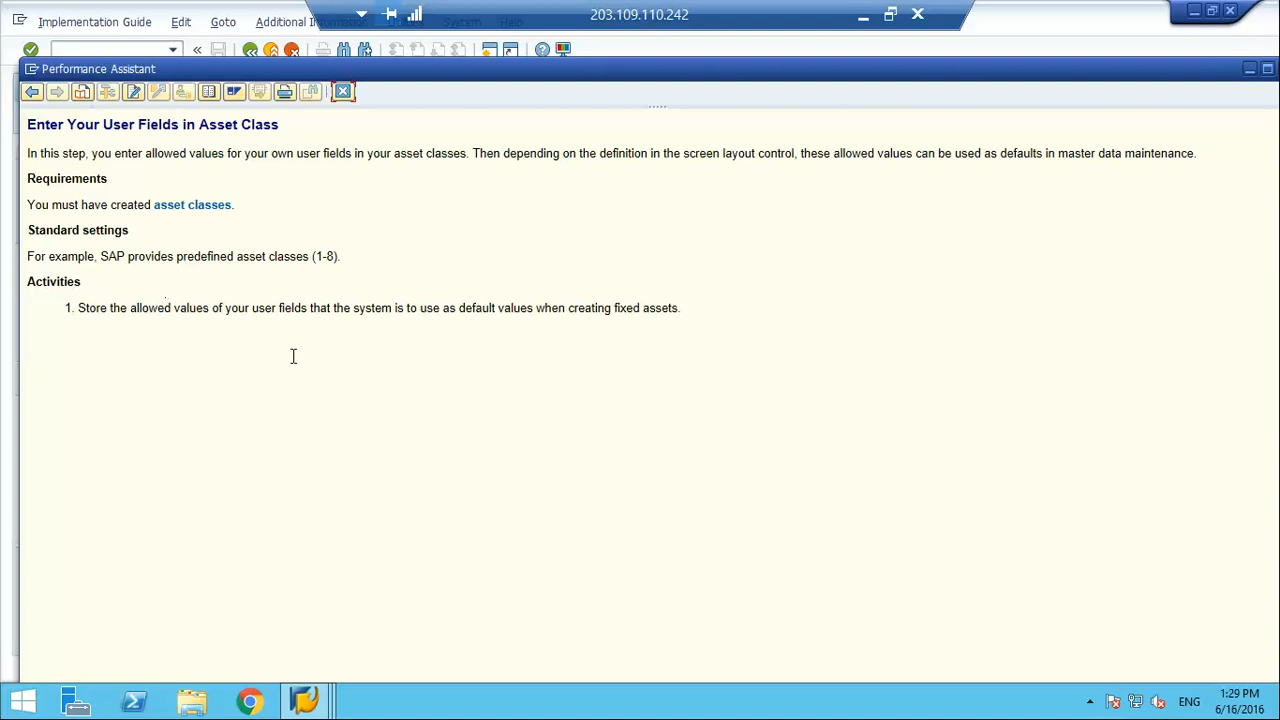 Implementation Guide Edit Goto Additional Information Utilities System Help
203.109.110.242
Performance Assistant
Enter Your User Fields in Asset Class
In this step, you enter allowed values for your own user fields in your asset classes. Then depending on the definition in the screen layout control, these allowed values can be used as defaults in master data maintenance.
Requirements
You must have created asset classes.
Standard settings
For example, SAP provides predefined asset classes (1-8).
Activities
1. Store the allowed values of your user fields that the system is to use as default values when creating fixed assets.
ENG
1:29 PM
6/16/2016